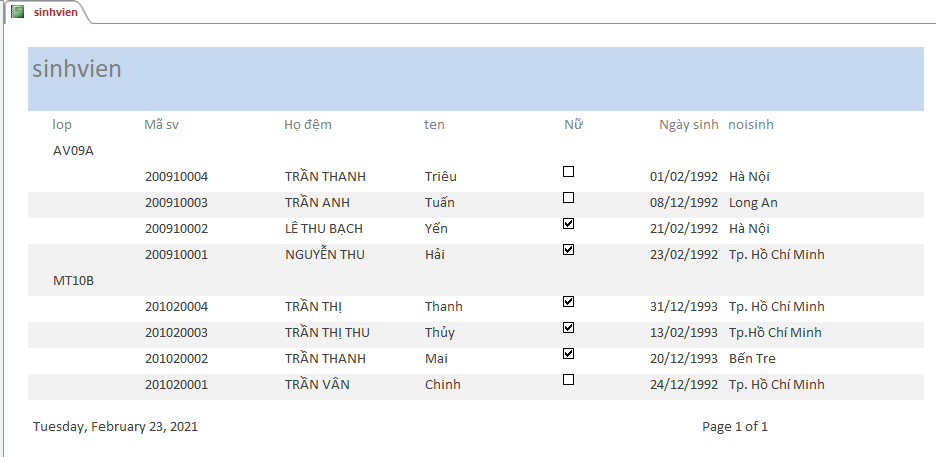 sinhvien
sinhvien
lop Mã sv Họ đệm ten Nữ Ngày sinh noisinh
AV09A
200910004 TRẦN THANH Triêu 01/02/1992 Hà Nội
200910003 TRẦN ANH Tuấn 08/12/1992 Long An
200910002 LÊ THU BẠCH Yến 21/02/1992 Hà Nội
200910001 NGUYỄN THU Hải 23/02/1992 Tp. Hồ Chí Minh
MT10B
201020004 TRẦN THỊ Thanh 31/12/1993 Tp. Hồ Chí Minh
201020003 TRẦN THỊ THU Thủy 13/02/1993 Tp.Hồ Chí Minh
201020002 TRẦN THANH Mai 20/12/1993 Bến Tre
201020001 TRẦN VÂN Chinh 24/12/1992 Tp. Hồ Chí Minh
Tuesday, February 23, 2021 Page 1 of 1